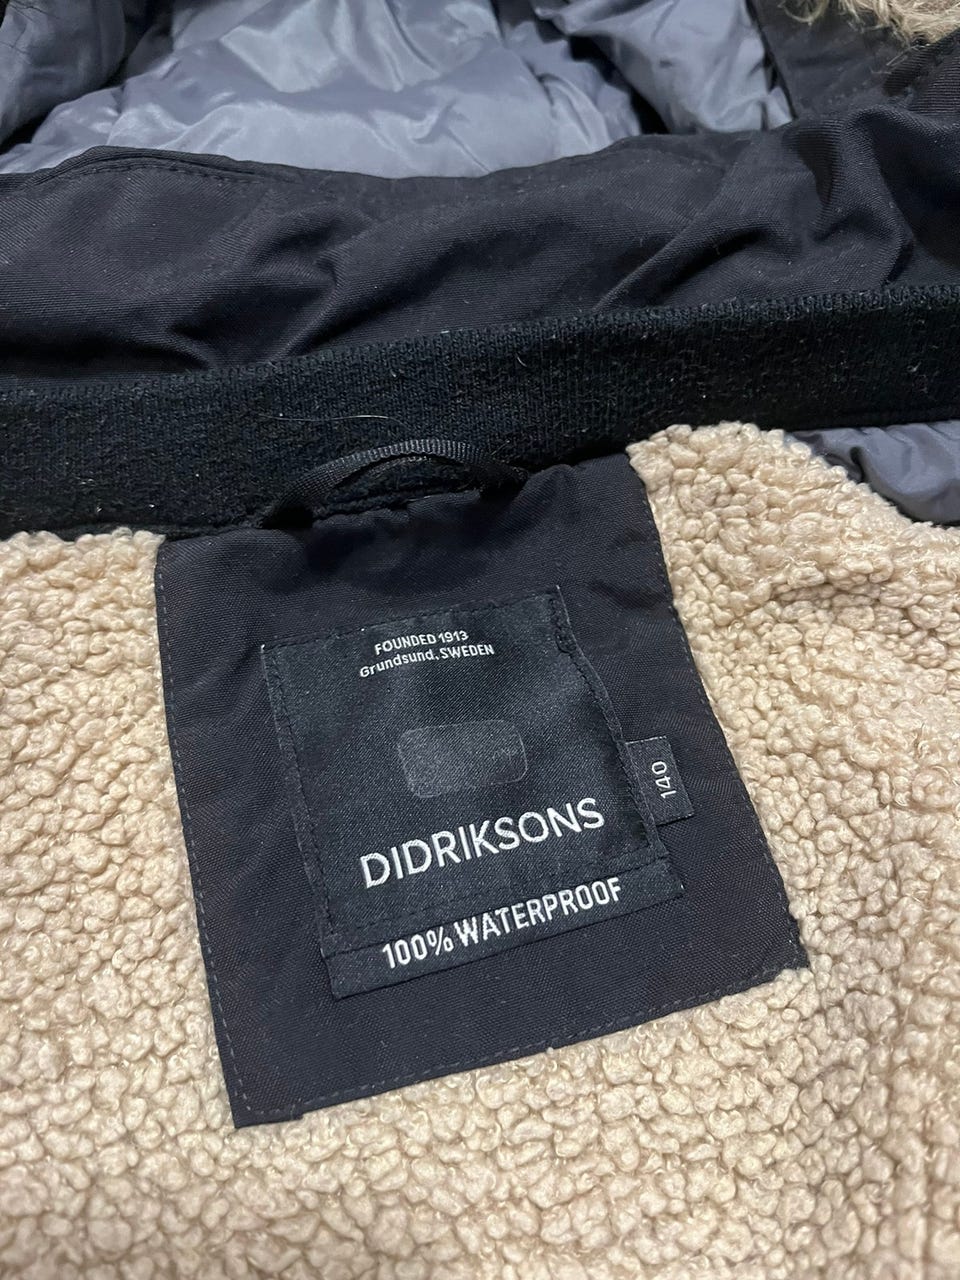 FOUNDED 1913
Grundsund, SWEDEN
DIDRIKSONS
140
100% WATERPROOF